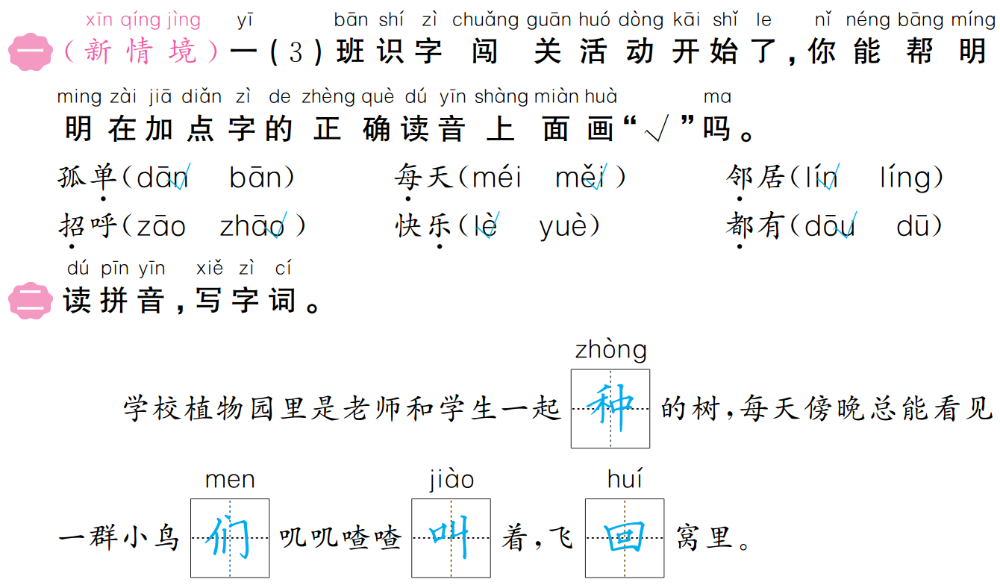 xīn qíng jìng yī bān shí zì chuǎng guān huó dòng kāi shǐ le nǐ néng bāng míng
一 (新情境) 一(3)班识字闯关活动开始了,你能帮明
ming zài jiā diǎn zì de zhèng què dú yīn shàng miàn huà ma
明在加点字的正确读音上面画“√”吗。
孤单(dān√ bān) 每天(méi měi√) 邻居(lín√ líng)
招呼(zāo zhāo√) 快乐(lè√ yuè) 都有(dōu√ dū)
dú pīn yīn xiě zì cí
二 读拼音,写字词。
zhòng
学校植物园里是老师和学生一起种的树,每天傍晚总能看见
men jiào huí
一群小鸟们叽叽喳喳叫着,飞回窝里。